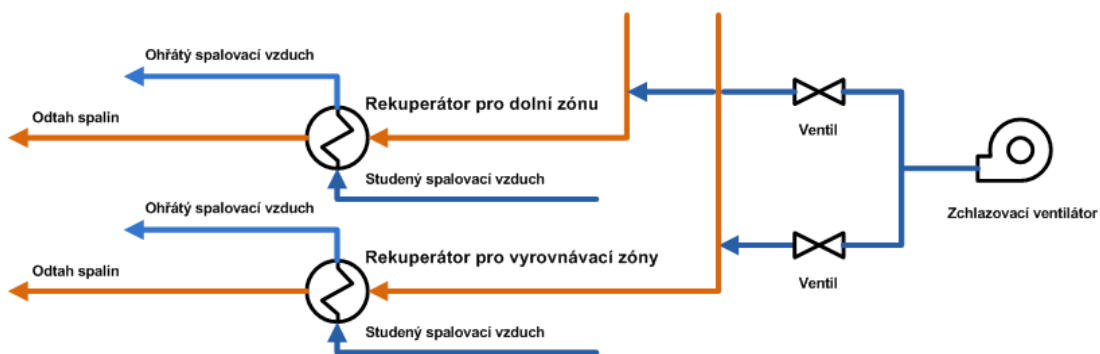 Ohřátý spalovací vzduch
Rekuperátor pro dolní zónu
Odtah spalin
Ventil
Studený spalovací vzduch
Ohřátý spalovací vzduch
Zchlazovací ventilátor
Rekuperátor pro vyrovnávací zóny
Odtah spalin
Ventil
Studený spalovací vzduch